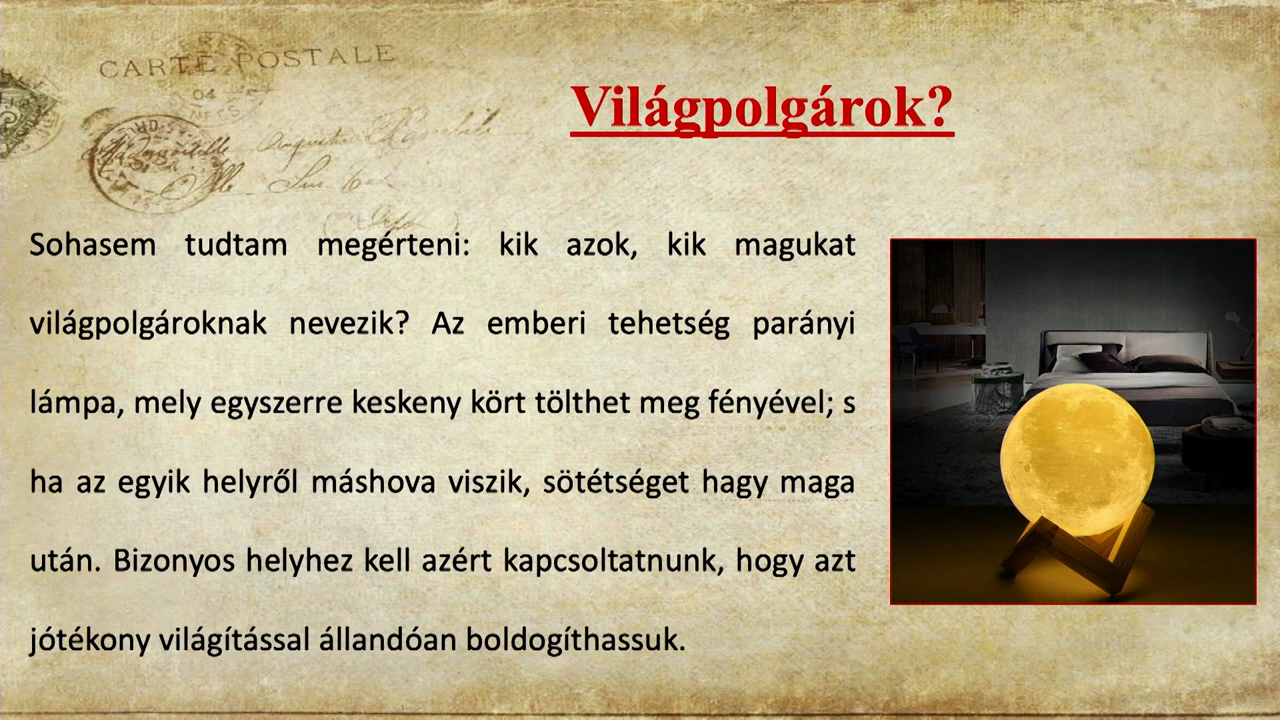 CARTE POSTALE
04
Világpolgárok?
Sohasem tudtam megérteni: kik azok, kik magukat
világpolgároknak nevezik? Az emberi tehetség parányi
lámpa, mely egyszerre keskeny kört tölthet meg fényével; s
ha az egyik helyről máshova viszik, sötétséget hagy maga
után. Bizonyos helyhez kell azért kapcsoltatnunk, hogy azt
jótékony világítással állandóan boldogíthassuk.